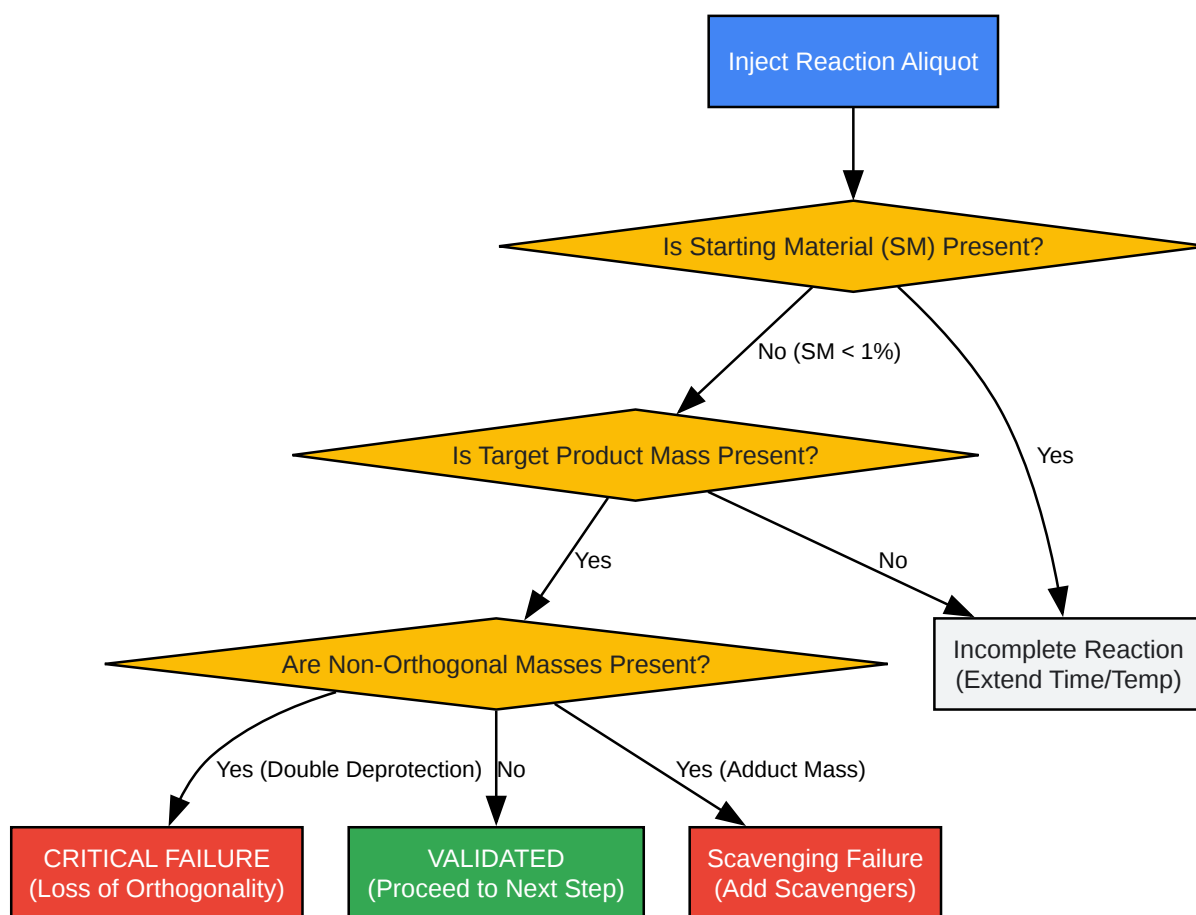 Inject Reaction Aliquot
Is Starting Material (SM) Present?
No (SM < 1%)
Is Target Product Mass Present?
Yes
Yes
No
Incomplete Reaction
(Extend Time/Temp)
Are Non-Orthogonal Masses Present?
Yes (Double Deprotection)
No
Yes (Adduct Mass)
CRITICAL FAILURE
(Loss of Orthogonality)
VALIDATED
(Proceed to Next Step)
Scavenging Failure
(Add Scavengers)